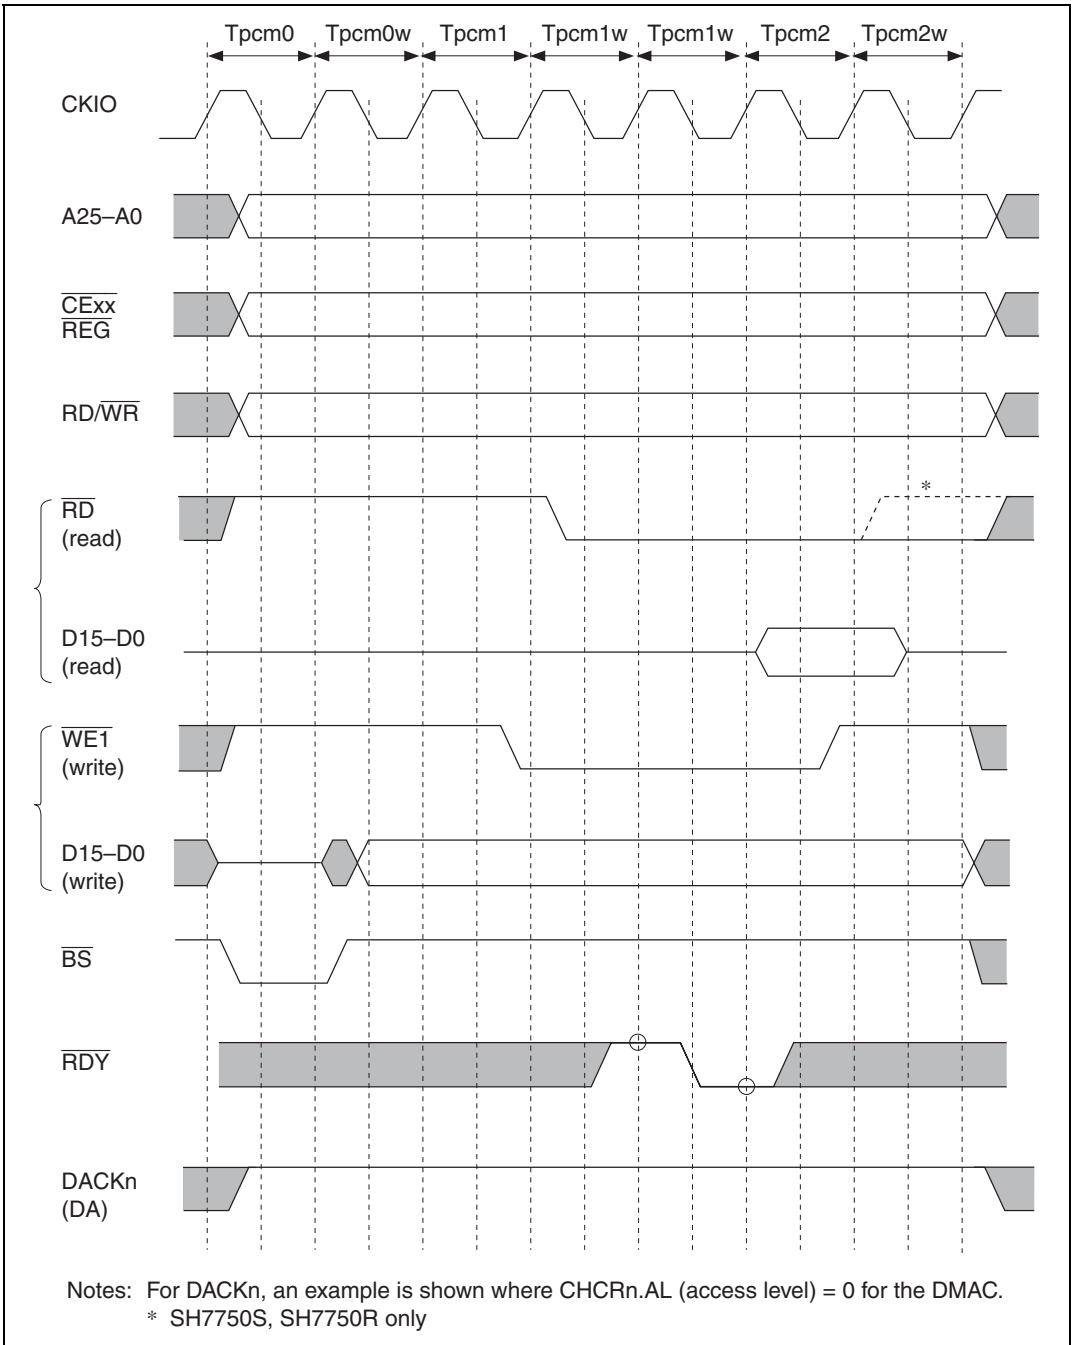 Tpcm0 Tpcm0w Tpcm1 Tpcm1w Tpcm1w Tpcm2 Tpcm2w
CKIO
A25–A0
CExx
REG
RD/WR
RD
(read)
*
D15–D0
(read)
WE1
(write)
D15–D0
(write)
BS
RDY
DACKn
(DA)
Notes: For DACKn, an example is shown where CHCRn.AL (access level) = 0 for the DMAC.
* SH7750S, SH7750R only